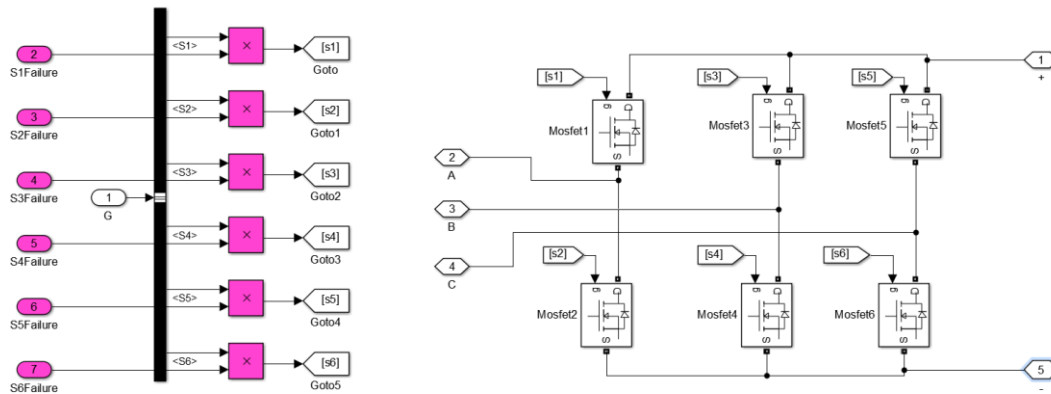 2
S1Failure
<S1>
×
[s1]
Goto
3
S2Failure
<S2>
×
[s2]
Goto1
4
S3Failure
<S3>
×
[s3]
Goto2
1
G
5
S4Failure
<S4>
×
[s4]
Goto3
6
S5Failure
<S5>
×
[s5]
Goto4
7
S6Failure
<S6>
×
[s6]
Goto5
[s1]
g
D
S
Mosfet1
[s3]
g
D
S
Mosfet3
[s5]
g
D
S
Mosfet5
1
+
2
A
3
B
4
C
[s2]
g
D
S
Mosfet2
[s4]
g
D
S
Mosfet4
[s6]
g
D
S
Mosfet6
5
-